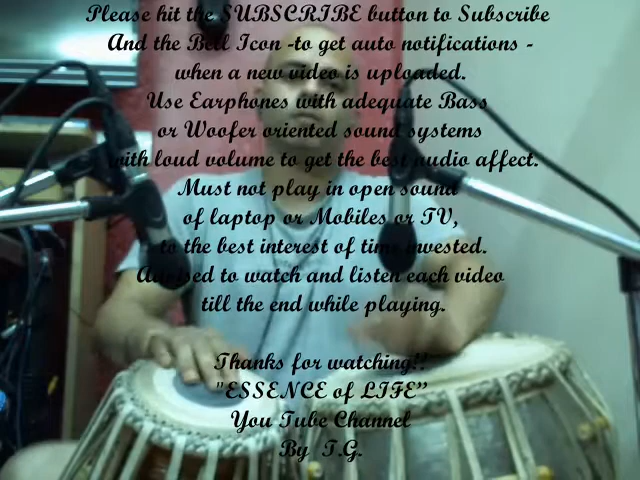 Please hit the SUBSCRIBE button to Subscribe
And the Bell Icon -to get auto notifications -
when a new video is uploaded.
Use Earphones with adequate Bass
or Woofer oriented sound systems
with loud volume to get the best audio affect.
Must not play in open sound
of laptop or Mobiles or TV,
to the best interest of time invested.
Advised to watch and listen each video
till the end while playing.
Thanks for watching!!
"ESSENCE of LIFE”
You Tube Channel
By T.G.